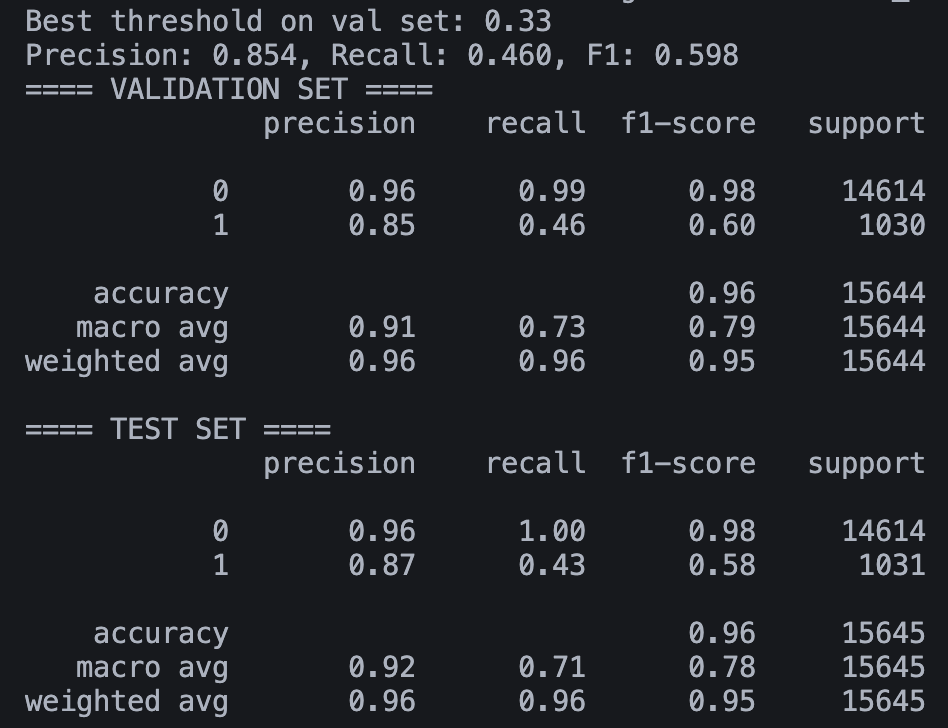 Best threshold on val set: 0.33
Precision: 0.854, Recall: 0.460, F1: 0.598
==== VALIDATION SET ====
precision recall f1-score support
0 0.96 0.99 0.98 14614
1 0.85 0.46 0.60 1030
accuracy 0.96 15644
macro avg 0.91 0.73 0.79 15644
weighted avg 0.96 0.96 0.95 15644
==== TEST SET ====
precision recall f1-score support
0 0.96 1.00 0.98 14614
1 0.87 0.43 0.58 1031
accuracy 0.96 15645
macro avg 0.92 0.71 0.78 15645
weighted avg 0.96 0.96 0.95 15645